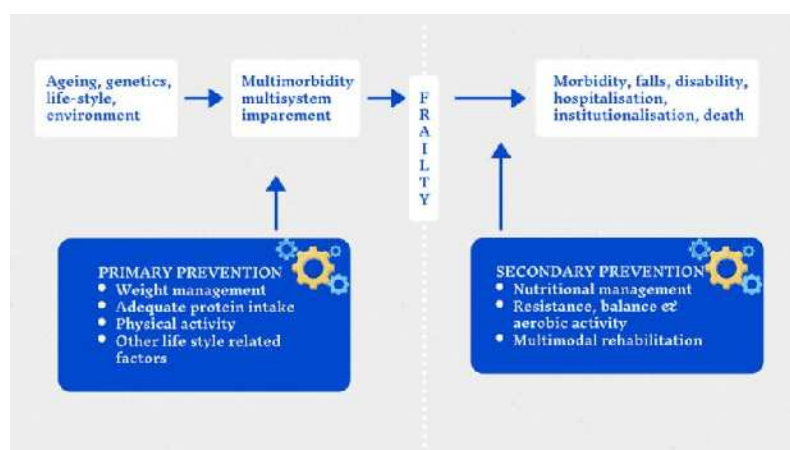 Ageing, genetics,
life-style,
environment
Multimorbidity
multisystem
imparement
F
R
A
I
L
T
Y
Morbidity, falls, disability,
hospitalisation,
institutionalisation, death
PRIMARY PREVENTION
• Weight management
• Adequate protein intake
• Physical activity
• Other life style related
factors
SECONDARY PREVENTION
• Nutritional management
• Resistance, balance &
aerobic activity
• Multimodal rehabilitation